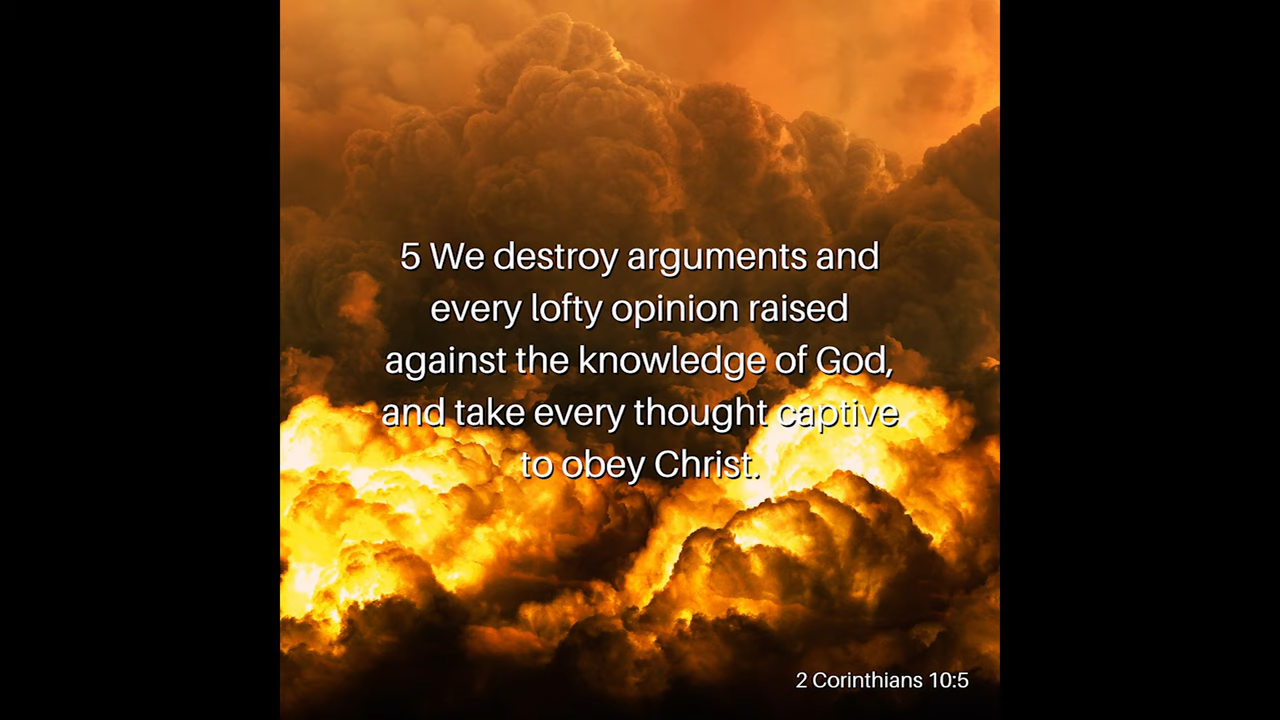 5 We destroy arguments and
every lofty opinion raised
against the knowledge of God,
and take every thought captive
to obey Christ.
2 Corinthians 10:5